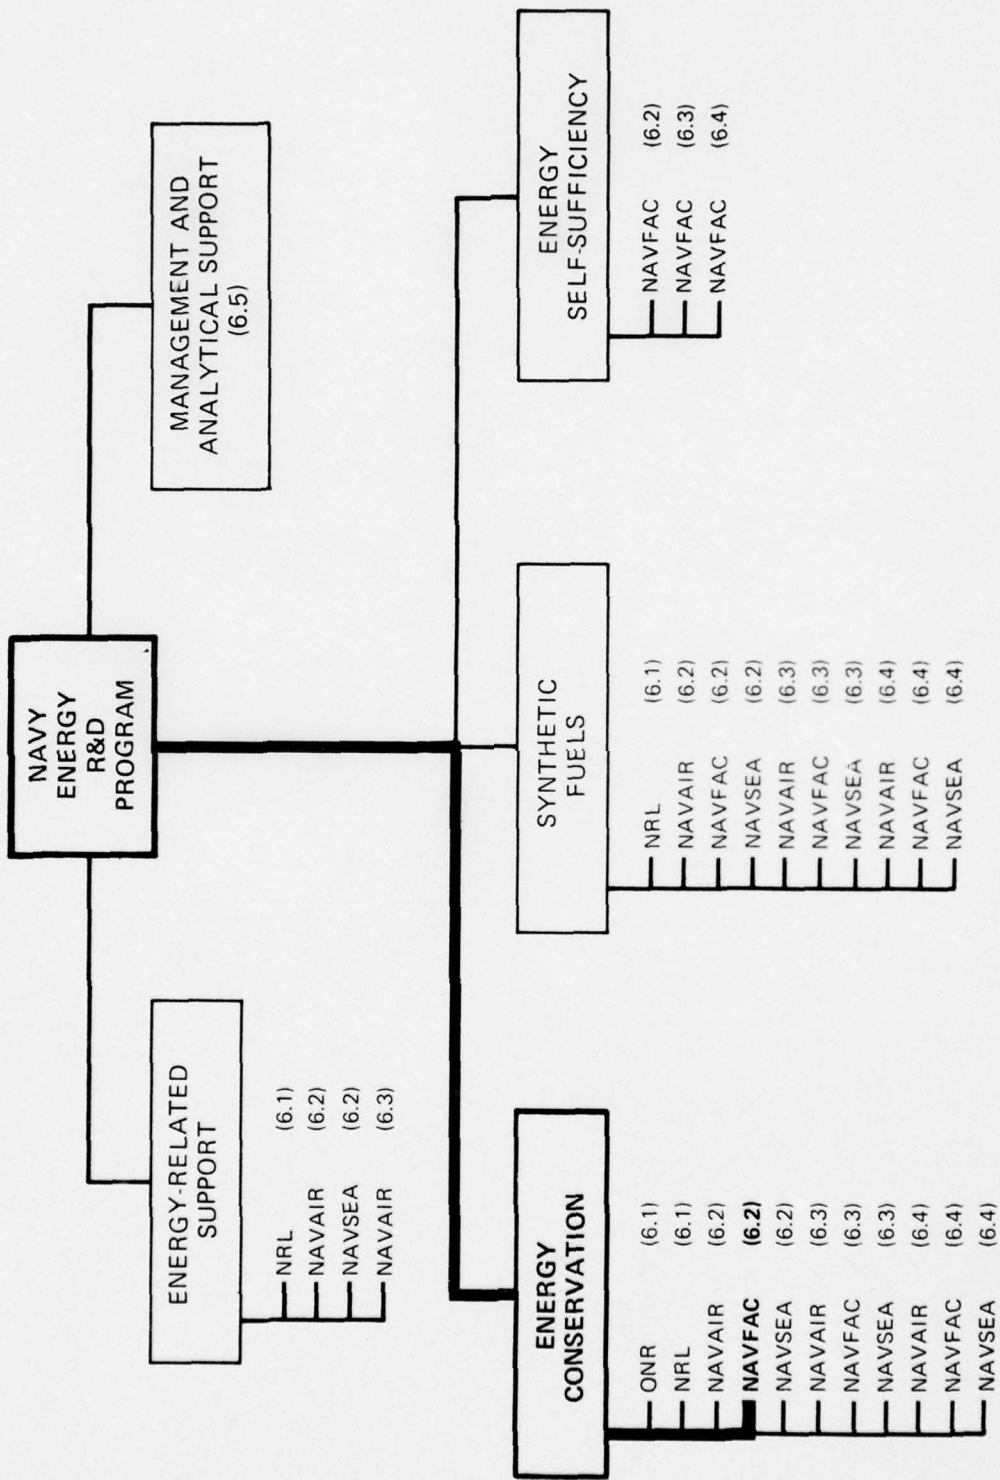 NAVY
ENERGY
R&D
PROGRAM
ENERGY-RELATED
SUPPORT
NRL (6.1)
NAVAIR (6.2)
NAVSEA (6.2)
NAVAIR (6.3)
MANAGEMENT AND
ANALYTICAL SUPPORT
(6.5)
ENERGY
CONSERVATION
ONR (6.1)
NRL (6.1)
NAVAIR (6.2)
NAVFAC (6.2)
NAVSEA (6.2)
NAVAIR (6.3)
NAVFAC (6.3)
NAVSEA (6.3)
NAVAIR (6.4)
NAVFAC (6.4)
NAVSEA (6.4)
SYNTHETIC
FUELS
NRL (6.1)
NAVAIR (6.2)
NAVFAC (6.2)
NAVSEA (6.2)
NAVAIR (6.3)
NAVFAC (6.3)
NAVSEA (6.3)
NAVAIR (6.4)
NAVFAC (6.4)
NAVSEA (6.4)
ENERGY
SELF-SUFFICIENCY
NAVFAC (6.2)
NAVFAC (6.3)
NAVFAC (6.4)